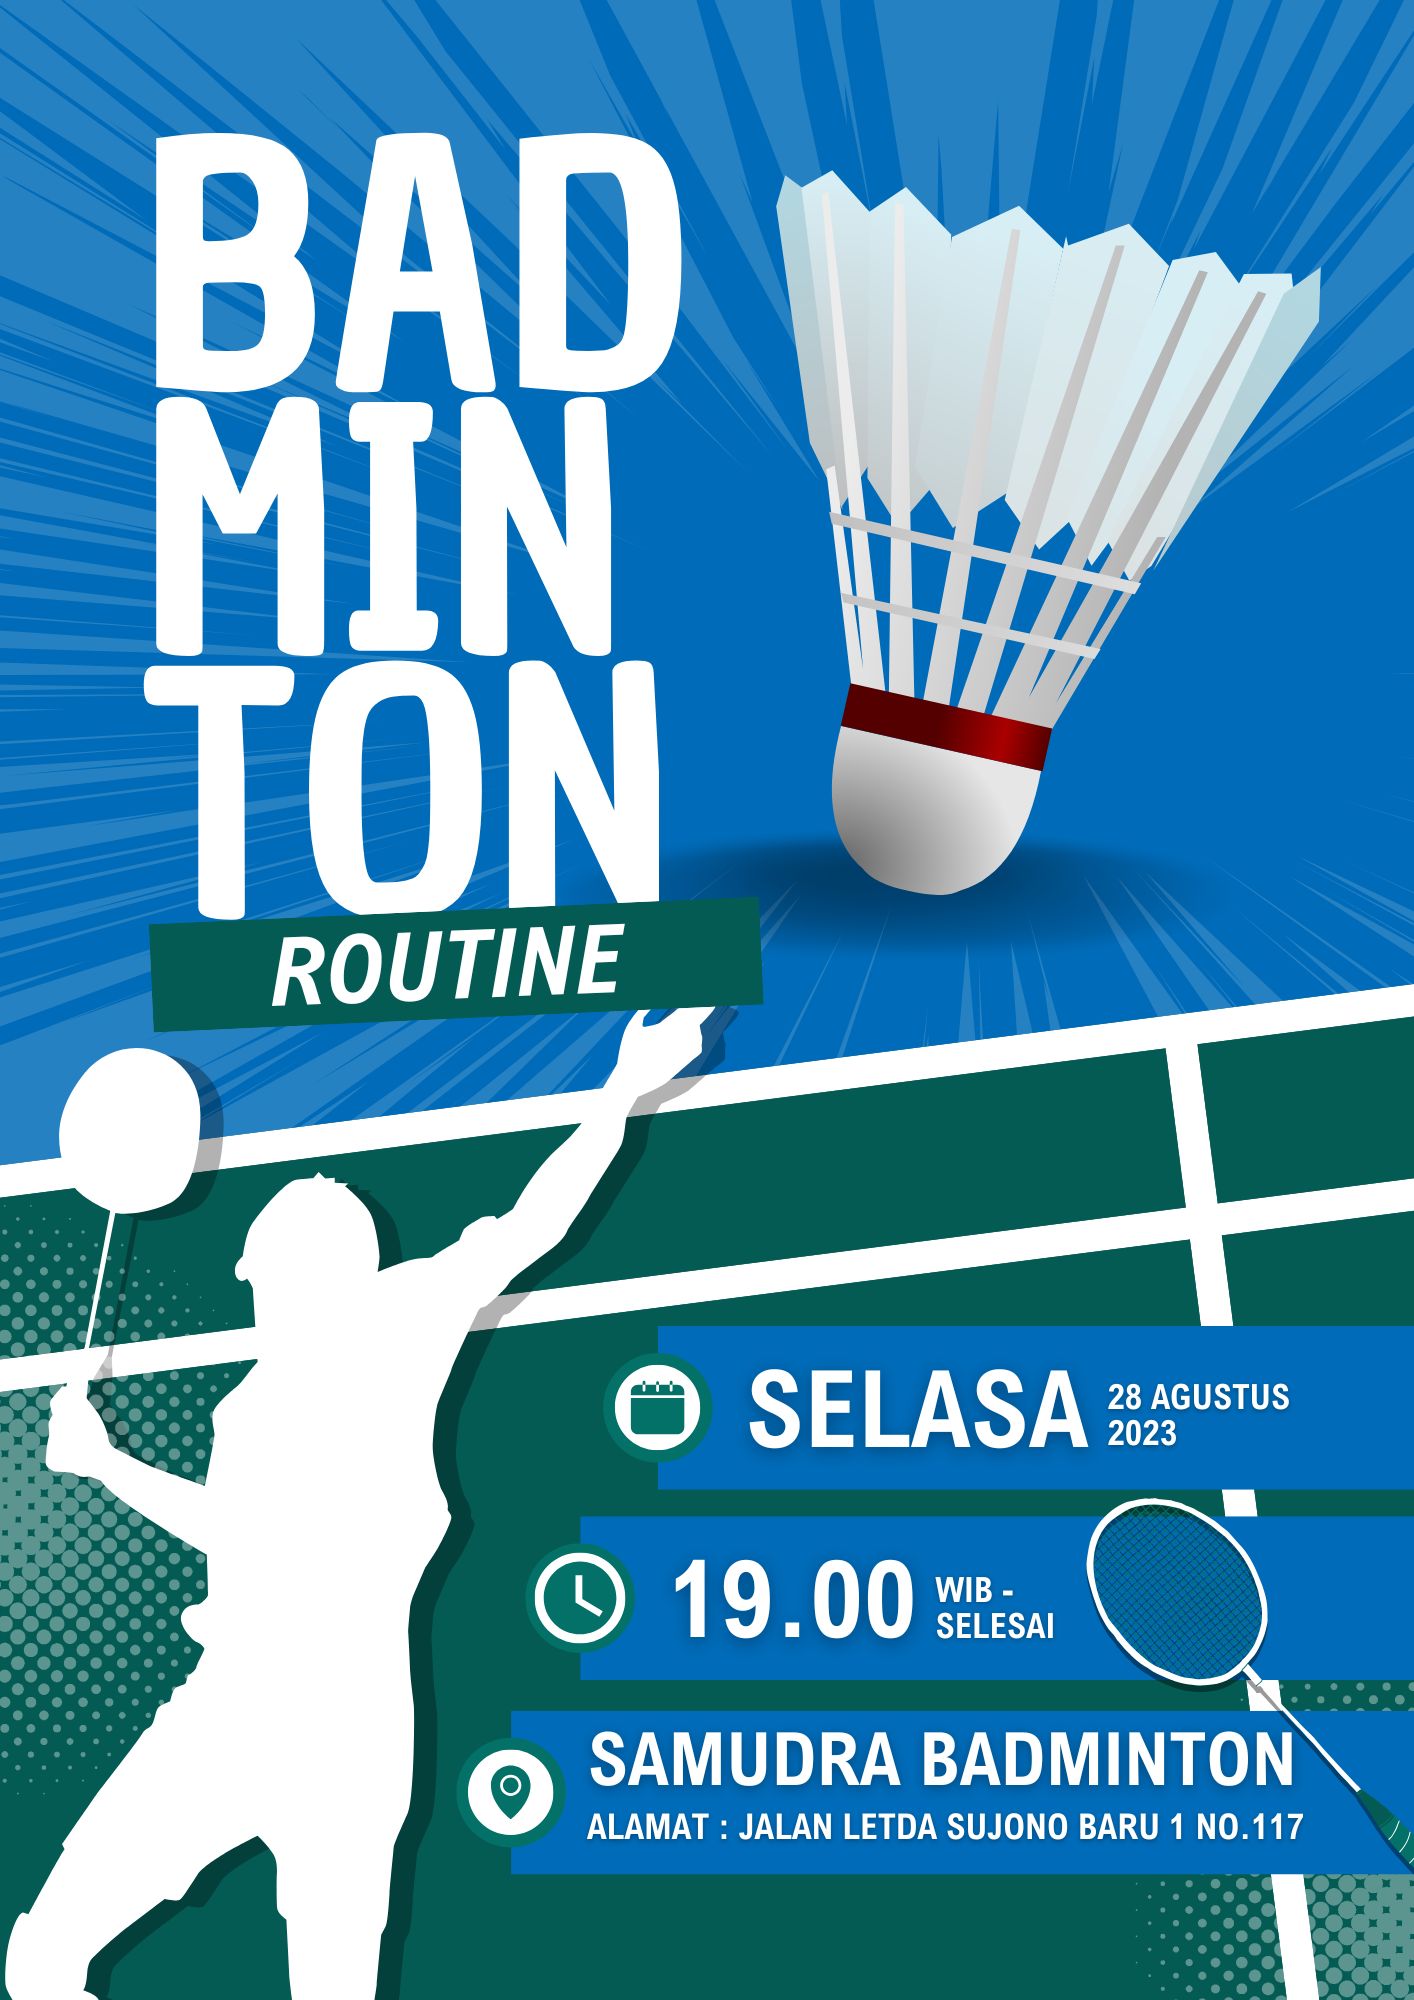 BAD
MIN
TON
ROUTINE
SELASA
28 AGUSTUS
2023
19.00
WIB -
SELESAI
SAMUDRA BADMINTON
ALAMAT : JALAN LETDA SUJONO BARU 1 NO.117